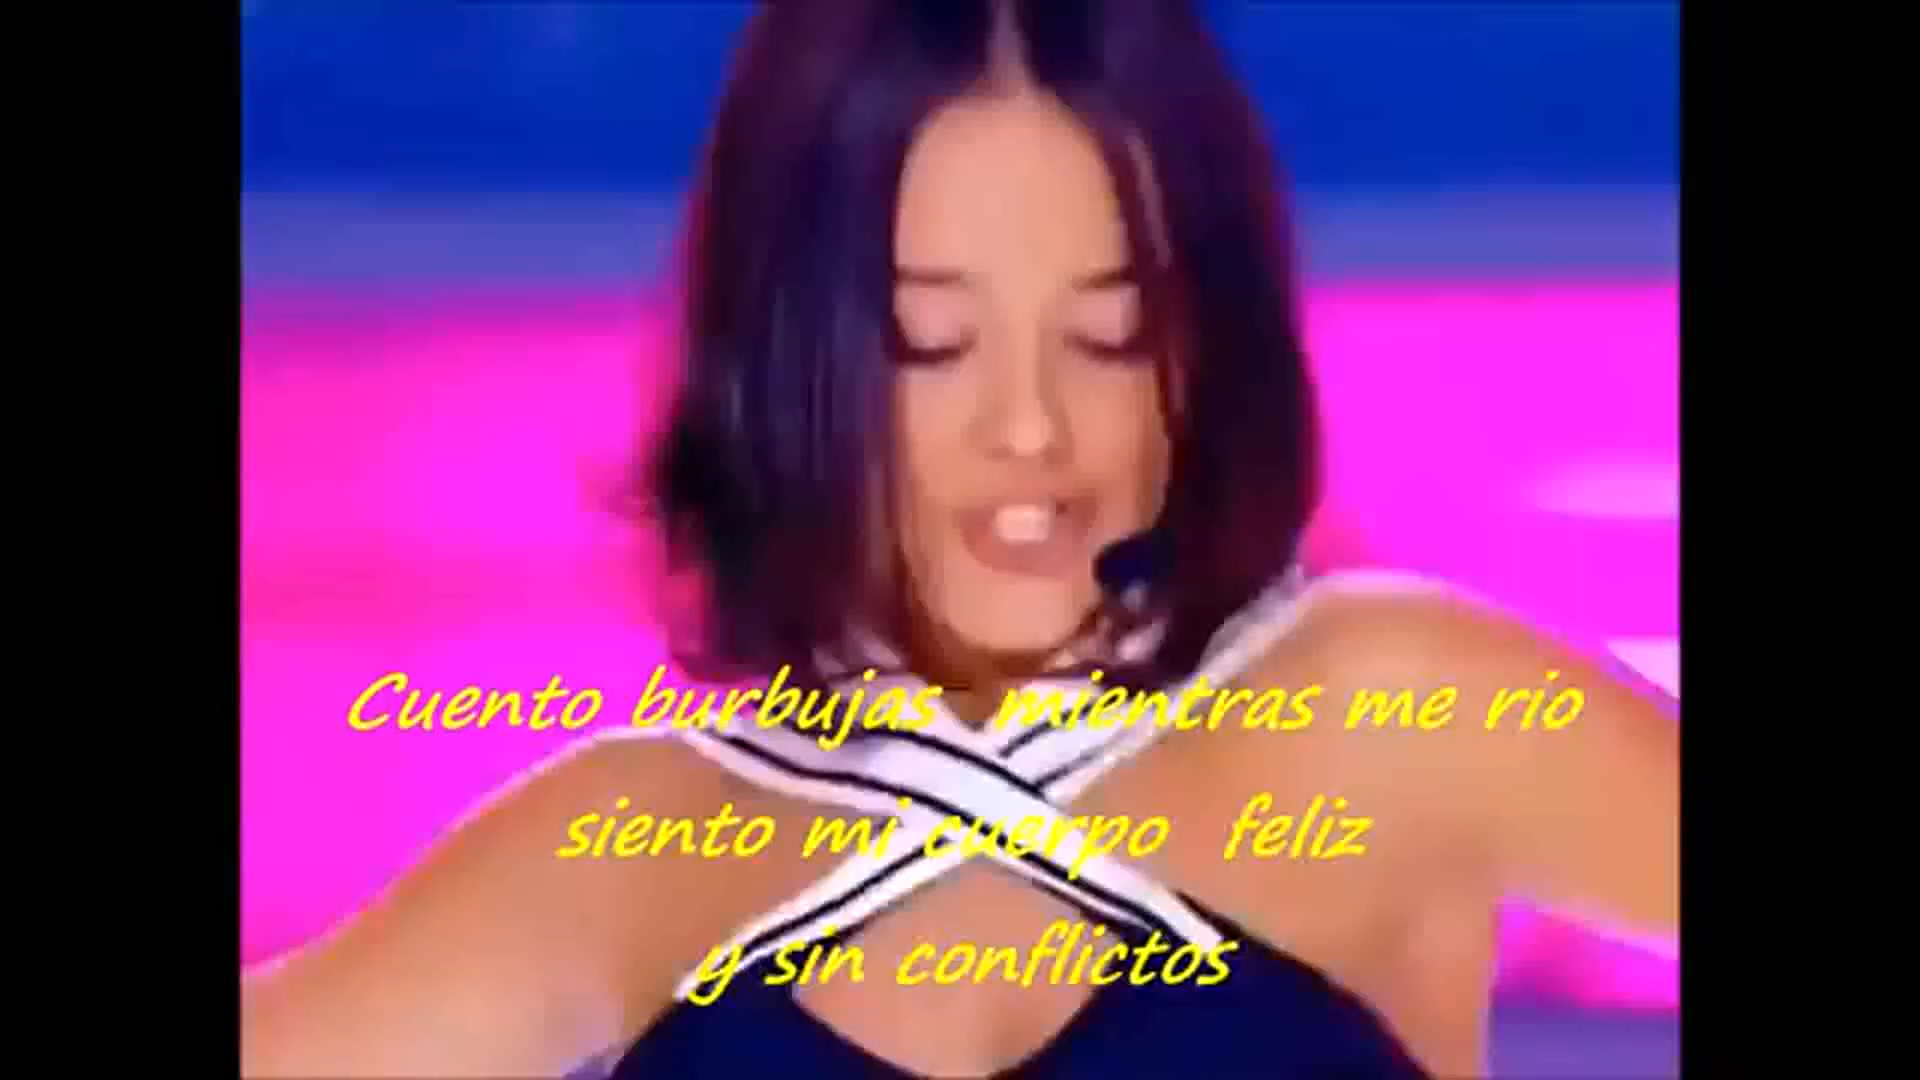 Cuento burbujas mientras me rio
siento mi cuerpo feliz
y sin conflictos